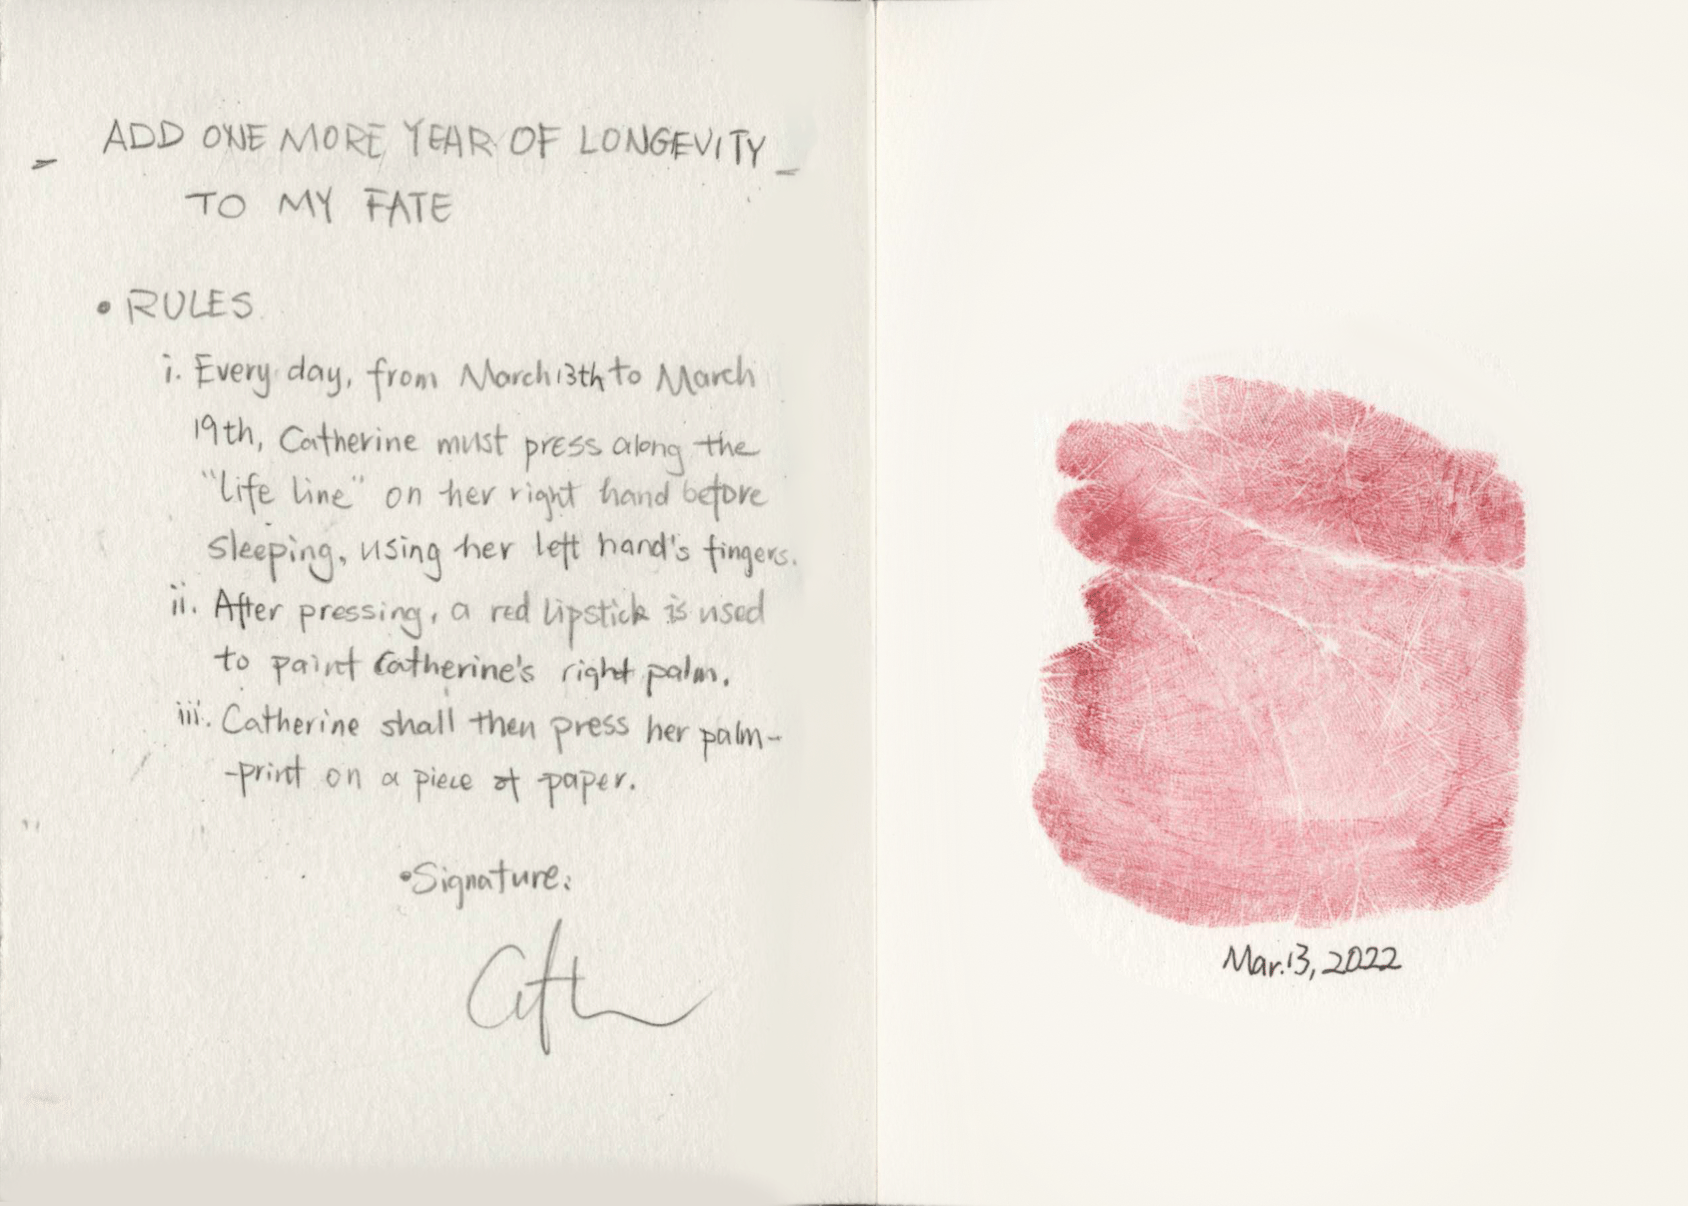 ADD ONE MORE YEAR OF LONGEVITY
TO MY FATE
• RULES
i. Every day, from March 13th to March
19th, Catherine must press along the
"life line" on her right hand before
sleeping, using her left hand's fingers.
ii. After pressing, a red lipstick is used
to paint Catherine's right palm.
iii. Catherine shall then press her palm-
-print on a piece of paper.
•Signature:
Mar.13, 2022